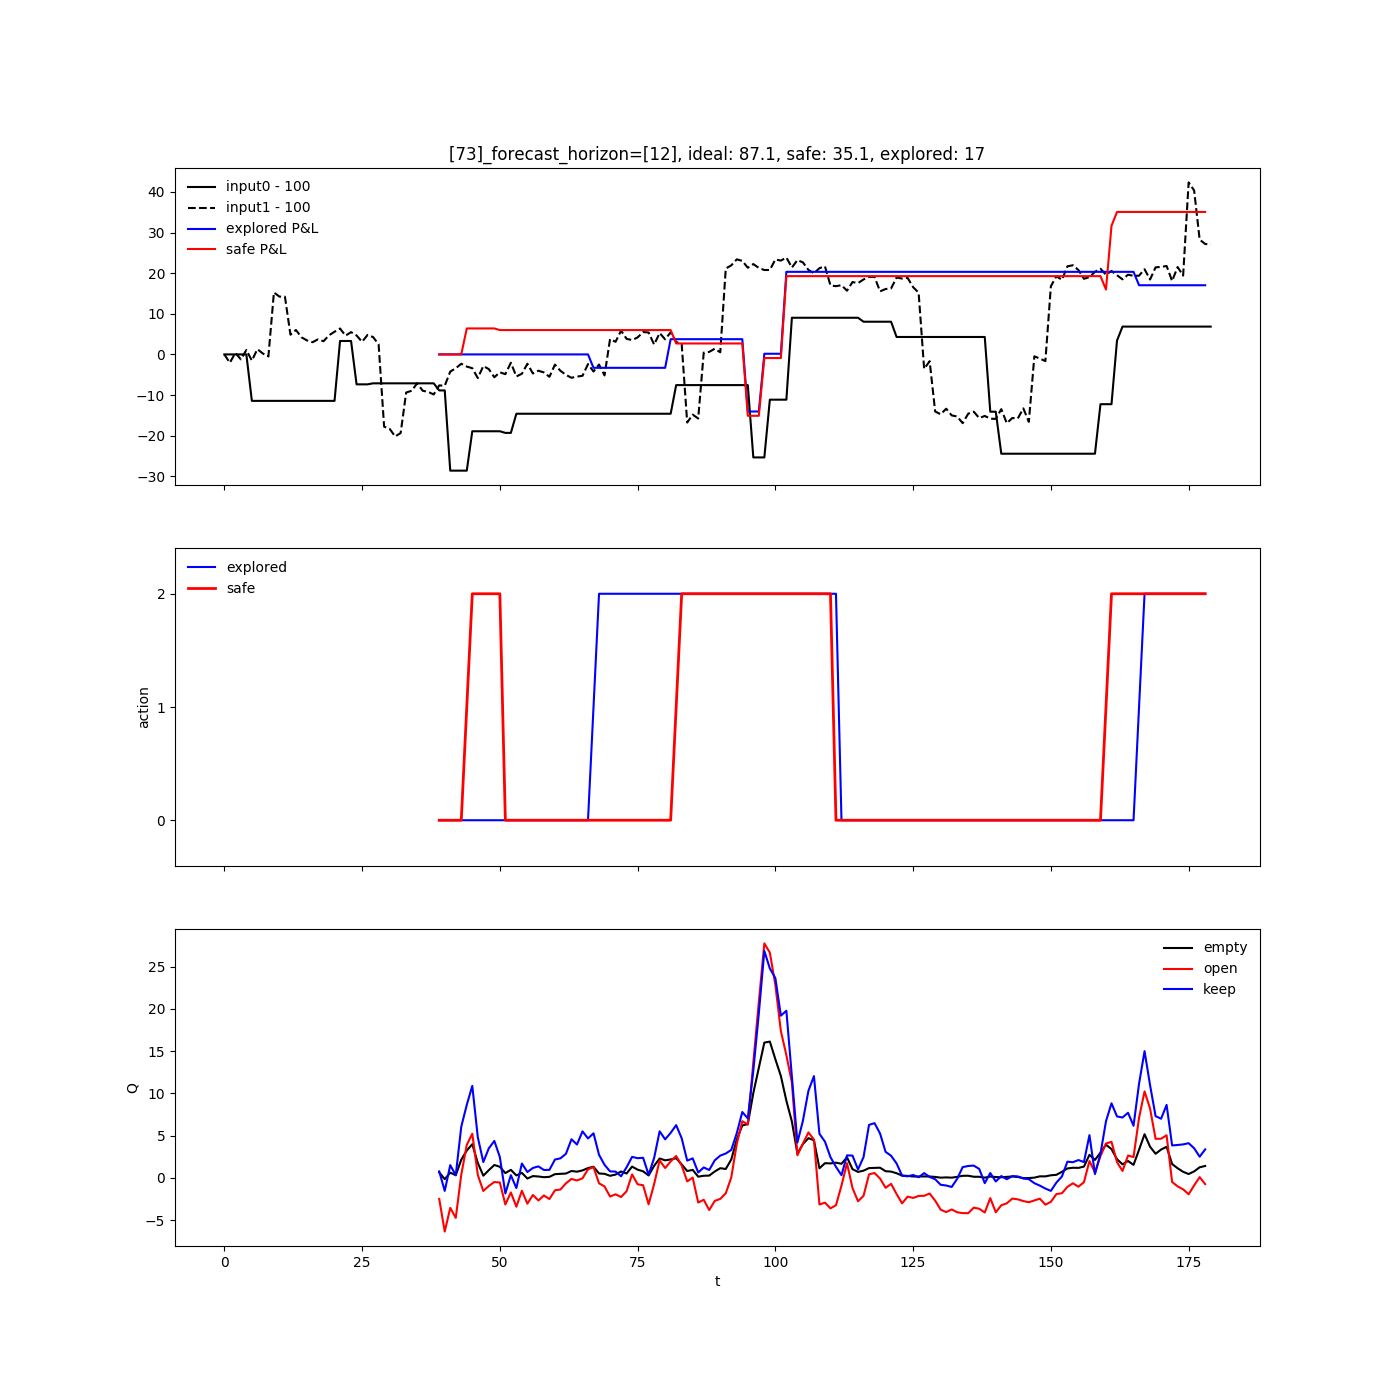 [73]_forecast_horizon=[12], ideal: 87.1, safe: 35.1, explored: 17
40
30
20
10
0
−10
−20
−30
input0 - 100
input1 - 100
explored P&L
safe P&L
2
1
0
action
explored
safe
25
20
15
10
5
0
−5
Q
empty
open
keep
0 25 50 75 100 125 150 175
t